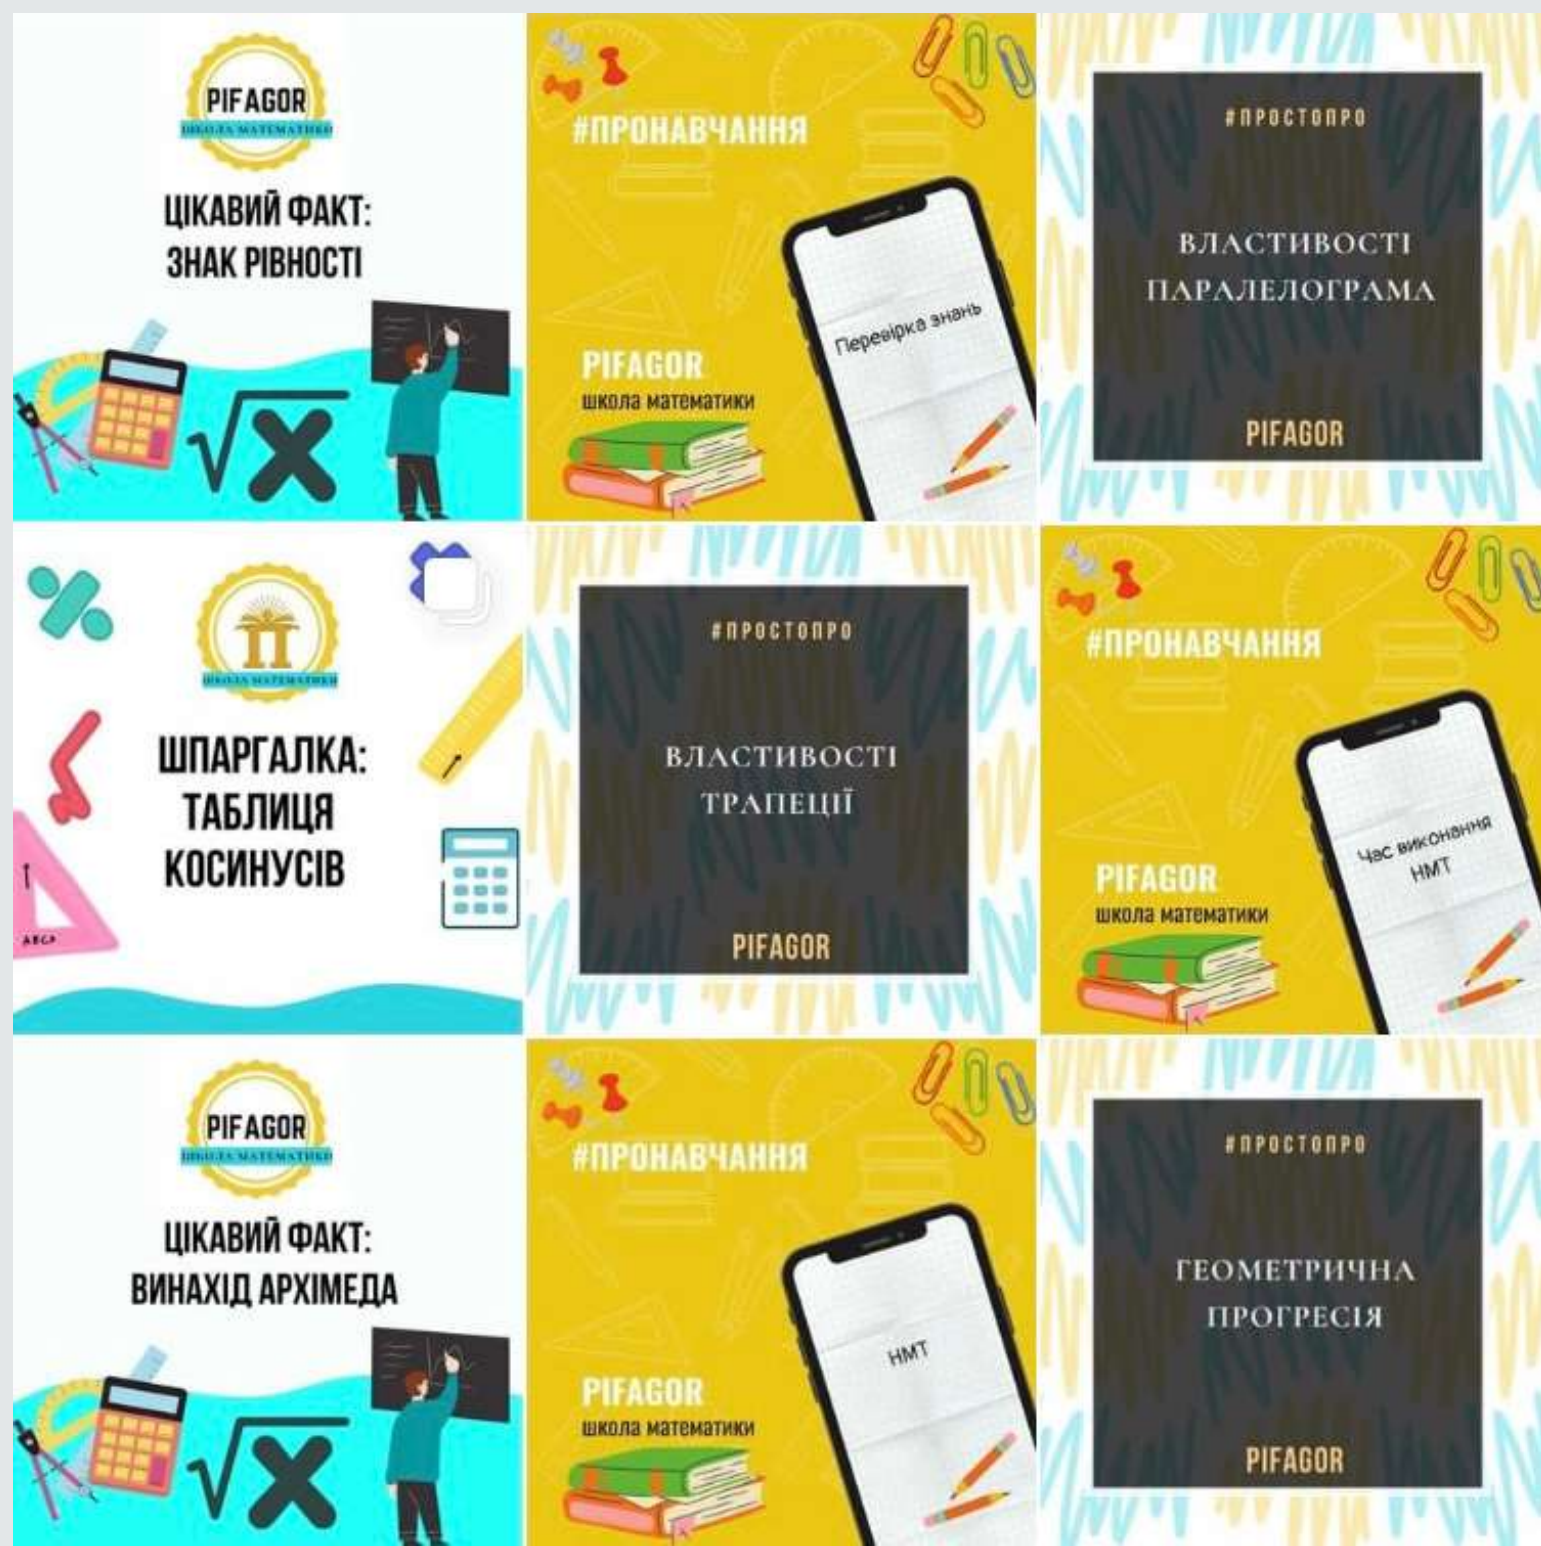 PIFAGOR
ШКОЛА МАТЕМАТИКИ
ЦІКАВИЙ ФАКТ:
ЗНАК РІВНОСТІ
#ПРОНАВЧАННЯ
Перевірка знань
PIFAGOR
школа математики
#ПРОСТОПРО
ВЛАСТИВОСТІ
ПАРАЛЕЛОГРАМА
PIFAGOR
ШКОЛА МАТЕМАТИКИ
ШПАРГАЛКА:
ТАБЛИЦЯ
КОСИНУСІВ
#ПРОСТОПРО
ВЛАСТИВОСТІ
ТРАПЕЦІЇ
PIFAGOR
#ПРОНАВЧАННЯ
Час виконання
НМТ
PIFAGOR
школа математики
PIFAGOR
ШКОЛА МАТЕМАТИКИ
ЦІКАВИЙ ФАКТ:
ВИНАХІД АРХІМЕДА
#ПРОНАВЧАННЯ
НМТ
PIFAGOR
школа математики
#ПРОСТОПРО
ГЕОМЕТРИЧНА
ПРОГРЕСІЯ
PIFAGOR